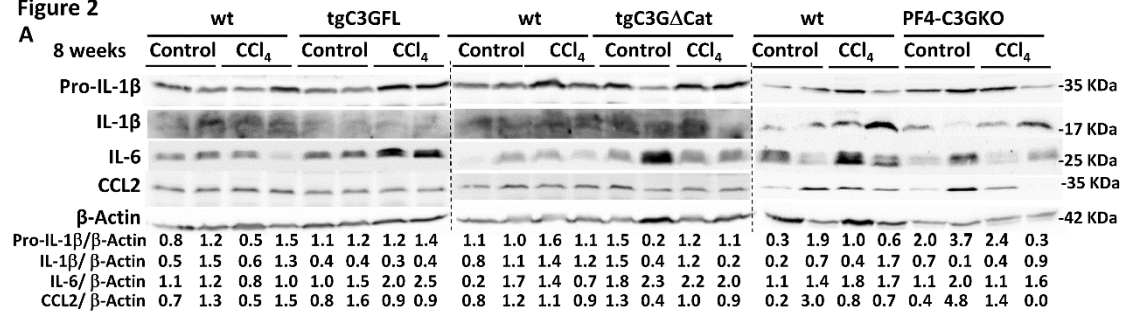 Figure 2
A
wt tgC3GFL wt tgC3GΔCat wt PF4-C3GKO
8 weeks Control CCl4 Control CCl4 Control CCl4 Control CCl4 Control CCl4 Control CCl4
Pro-IL-1β -35 KDa
IL-1β -17 KDa
IL-6 -25 KDa
CCL2 -35 KDa
β-Actin -42 KDa
Pro-IL-1β/β-Actin 0.8 1.2 0.5 1.5 1.1 1.2 1.2 1.4 1.1 1.0 1.6 1.1 1.5 0.2 1.2 1.1 0.3 1.9 1.0 0.6 2.0 3.7 2.4 0.3
IL-1β/ β-Actin 0.5 1.5 0.6 1.3 0.4 0.4 0.3 0.4 0.8 1.1 1.4 1.2 1.5 0.4 1.2 0.2 0.2 0.7 0.4 1.7 0.7 0.1 0.4 0.9
IL-6/ β-Actin 1.1 1.2 0.8 1.0 1.0 1.5 2.0 2.5 0.2 1.7 1.4 0.7 1.8 2.3 2.2 2.0 1.1 1.4 1.8 1.7 1.1 2.0 1.1 1.6
CCL2/ β-Actin 0.7 1.3 0.5 1.5 0.8 1.6 0.9 0.9 0.8 1.2 1.1 0.9 1.3 0.4 1.0 0.9 0.2 3.0 0.8 0.7 0.4 4.8 1.4 0.0